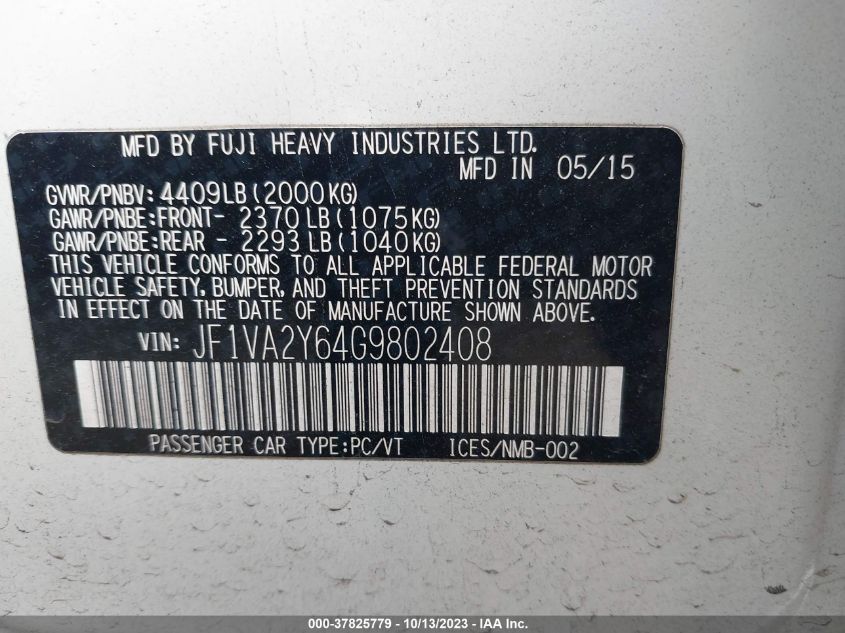 MFD BY FUJI HEAVY INDUSTRIES LTD.
MFD IN 05/15
GVWR/PNBV: 4409LB(2000KG)
GAWR/PNBE:FRONT- 2370LB(1075KG)
GAWR/PNBE:REAR - 2293LB(1040KG)
THIS VEHICLE CONFORMS TO ALL APPLICABLE FEDERAL MOTOR
VEHICLE SAFETY, BUMPER, AND THEFT PREVENTION STANDARDS
IN EFFECT ON THE DATE OF MANUFACTURE SHOWN ABOVE.
VIN: JF1VA2Y64G9802408
PASSENGER CAR TYPE:PC/VT ICES/NMB-002
000-37825779 - 10/13/2023 - IAA Inc.